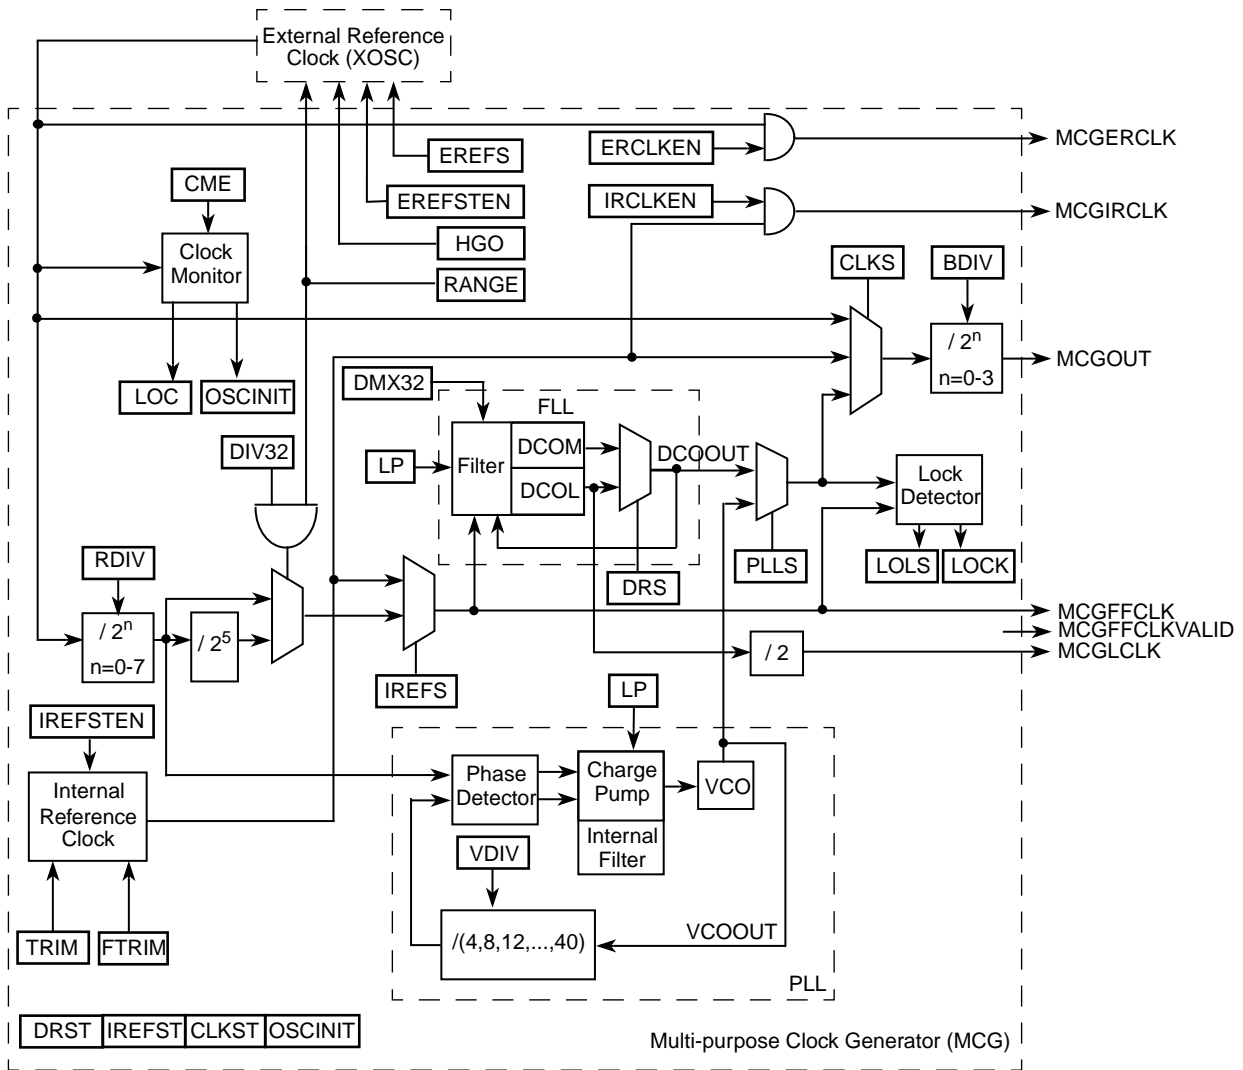 External Reference
Clock (XOSC)
MCGERCLK
ERCLKEN
EREFS
CME
IRCLKEN
EREFSTEN
MCGIRCLK
HGO
Clock
Monitor
CLKS
BDIV
RANGE
/ 2n
n=0-3
MCGOUT
LOC
OSCINIT
DMX32
FLL
DIV32
LP
Filter
DCOM
DCOL
DCOOUT
Lock
Detector
RDIV
PLLS
LOLS
LOCK
DRS
MCGFFCLK
MCGFFCLKVALID
MCGLCLK
/ 2n
n=0-7
/ 25
/ 2
IREFS
LP
IREFSTEN
Phase
Detector
Charge
Pump
VCO
Internal
Reference
Clock
Internal
Filter
VDIV
/(4,8,12,...,40)
VCOOUT
TRIM
FTRIM
PLL
DRST
IREFST
CLKST
OSCINIT
Multi-purpose Clock Generator (MCG)